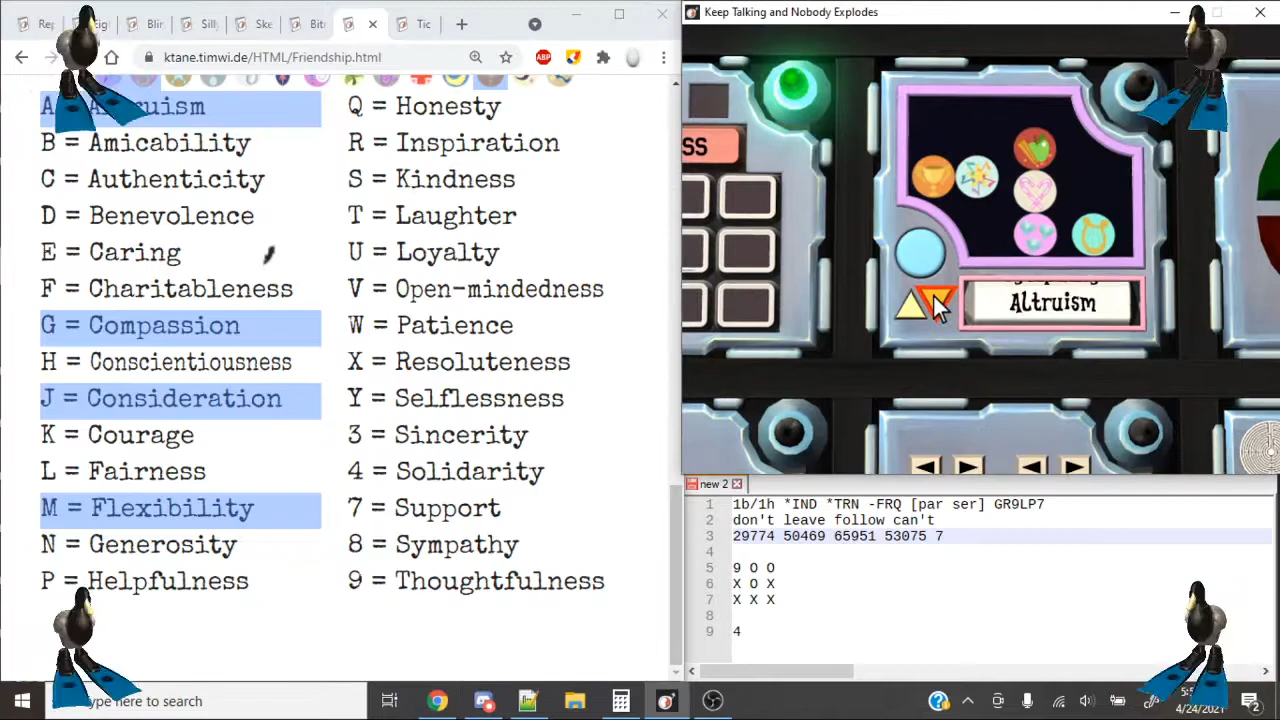 Blin
Sill
Ske
Bit
Tic
ktane.timwi.de/HTML/Friendship.html
ABP
B = Amicability
C = Authenticity
D = Benevolence
E = Caring
F = Charitableness
G = Compassion
H = Conscientiousness
J = Consideration
K = Courage
L = Fairness
M = Flexibility
N = Generosity
P = Helpfulness
Q = Honesty
R = Inspiration
S = Kindness
T = Laughter
U = Loyalty
V = Open-mindedness
W = Patience
X = Resoluteness
Y = Selflessness
3 = Sincerity
4 = Solidarity
7 = Support
8 = Sympathy
9 = Thoughtfulness
Keep Talking and Nobody Explodes
SS
Altruism
new 2
1 1b/1h *IND *TRN -FRQ [par ser] GR9LP7
2 don't leave follow can't
3 29774 50469 65951 53075 7
4
5 9 O O
6 X O X
7 X X X
8
9 4
pe here to search
4/24/2021
2